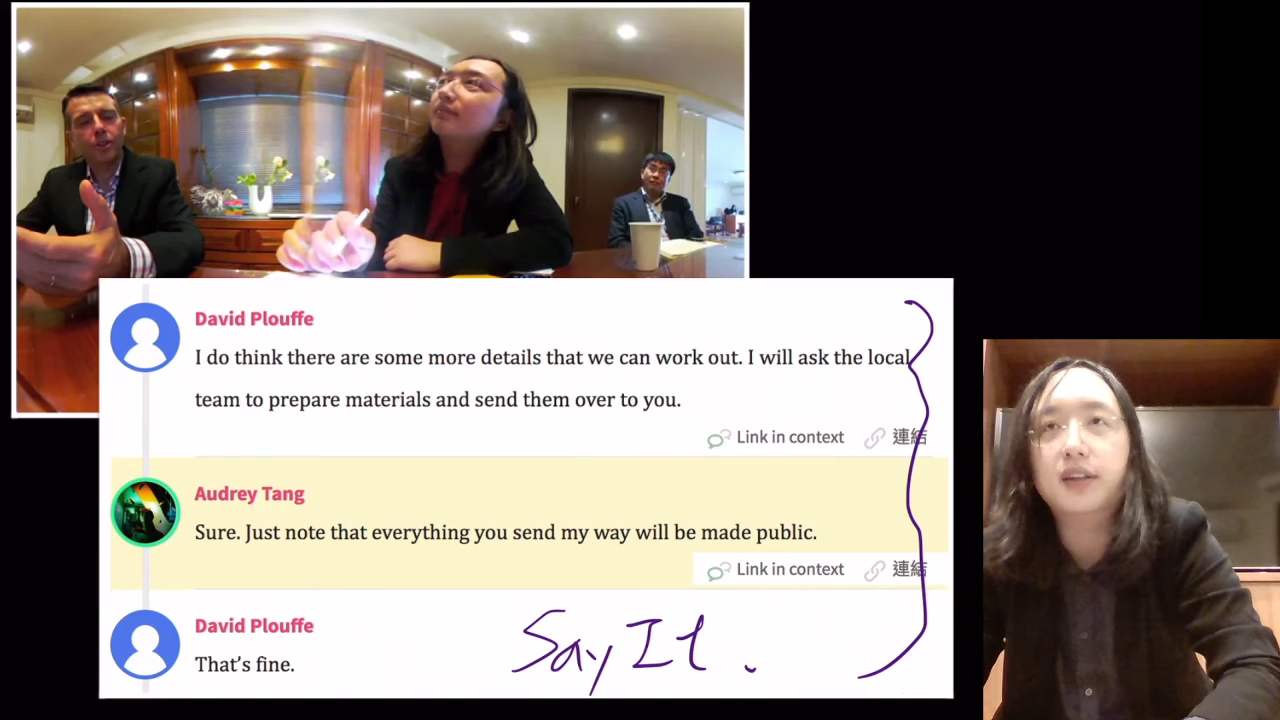 David Plouffe
I do think there are some more details that we can work out. I will ask the local
team to prepare materials and send them over to you.
Link in context 連結
Audrey Tang
Sure. Just note that everything you send my way will be made public.
Link in context 連結
David Plouffe
That's fine.
Say It.